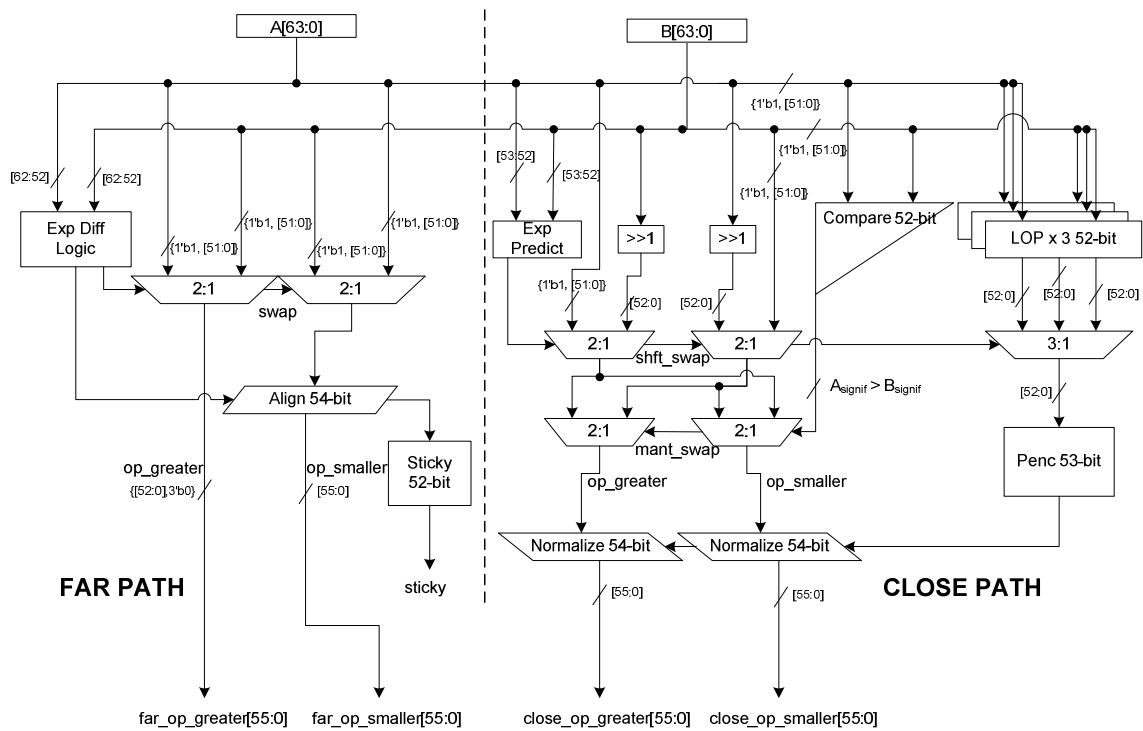 A[63:0]
B[63:0]
{1'b1, [51:0]}
{1'b1, [51:0]}
[62:52]
[62:52]
[53:52]
[53:52]
{1'b1, [51:0]}
Exp Diff
Logic
{1'b1, [51:0]}
{1'b1, [51:0]}
{1'b1, [51:0]}
{1'b1, [51:0]}
Exp
Predict
>>1
>>1
Compare 52-bit
LOP x 3 52-bit
2:1
2:1
swap
{1'b1, [51:0]}
[52:0]
[52:0]
[52:0]
[52:0]
[52:0]
2:1
2:1
shft_swap
3:1
Align 54-bit
Asignif > Bsignif
[52:0]
2:1
2:1
mant_swap
Sticky
52-bit
Penc 53-bit
op_greater
{[52:0],3'b0}
op_smaller
[55:0]
op_greater
op_smaller
Normalize 54-bit
Normalize 54-bit
FAR PATH
sticky
[55:0]
[55:0]
CLOSE PATH
far_op_greater[55:0]
far_op_smaller[55:0]
close_op_greater[55:0]
close_op_smaller[55:0]